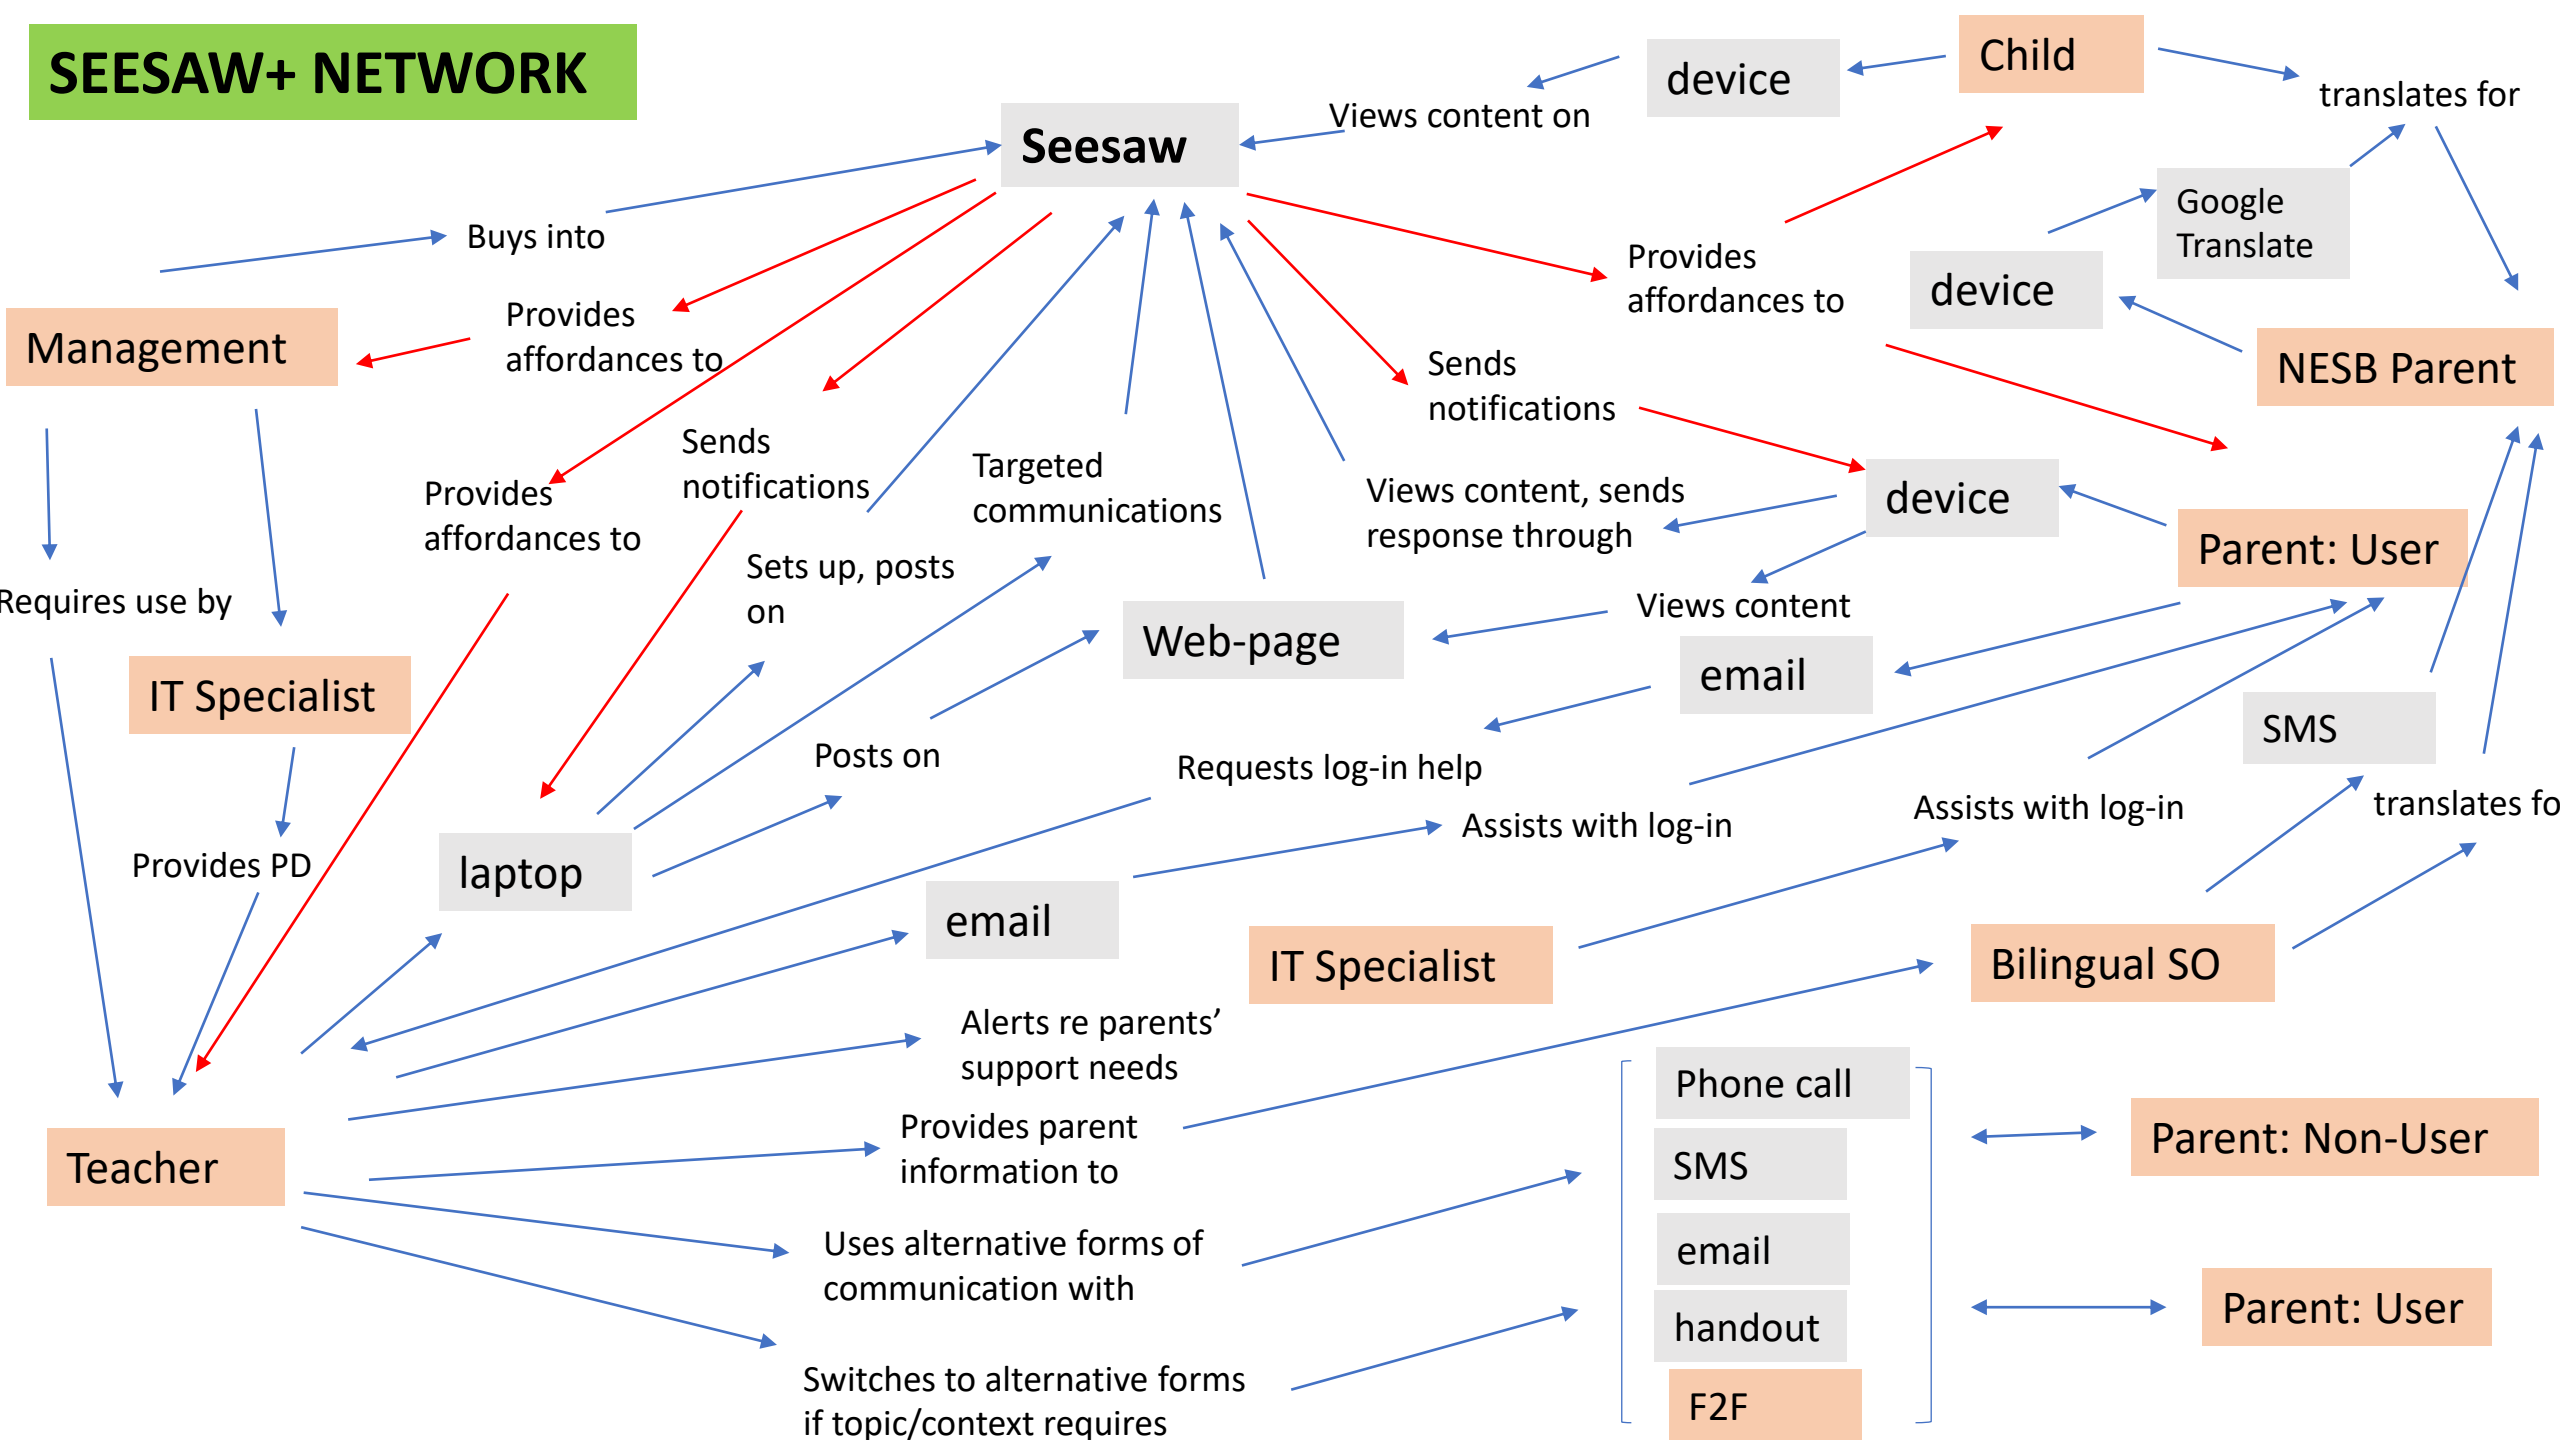 SEESAW+ NETWORK
Child
device
translates for
Views content on
Seesaw
Google
Translate
Buys into
Provides
affordances to
device
Provides
affordances to
Management
NESB Parent
Sends
notifications
Sends
notifications
Targeted
communications
Provides
affordances to
Views content, sends
response through
device
Parent: User
Sets up, posts
on
Requires use by
Web-page
Views content
email
IT Specialist
SMS
Posts on
Requests log-in help
Assists with log-in
Assists with log-in
translates fo
Provides PD
laptop
email
IT Specialist
Bilingual SO
Alerts re parents’
support needs
Phone call
Provides parent
information to
Parent: Non-User
Teacher
SMS
Uses alternative forms of
communication with
email
handout
Parent: User
Switches to alternative forms
if topic/context requires
F2F